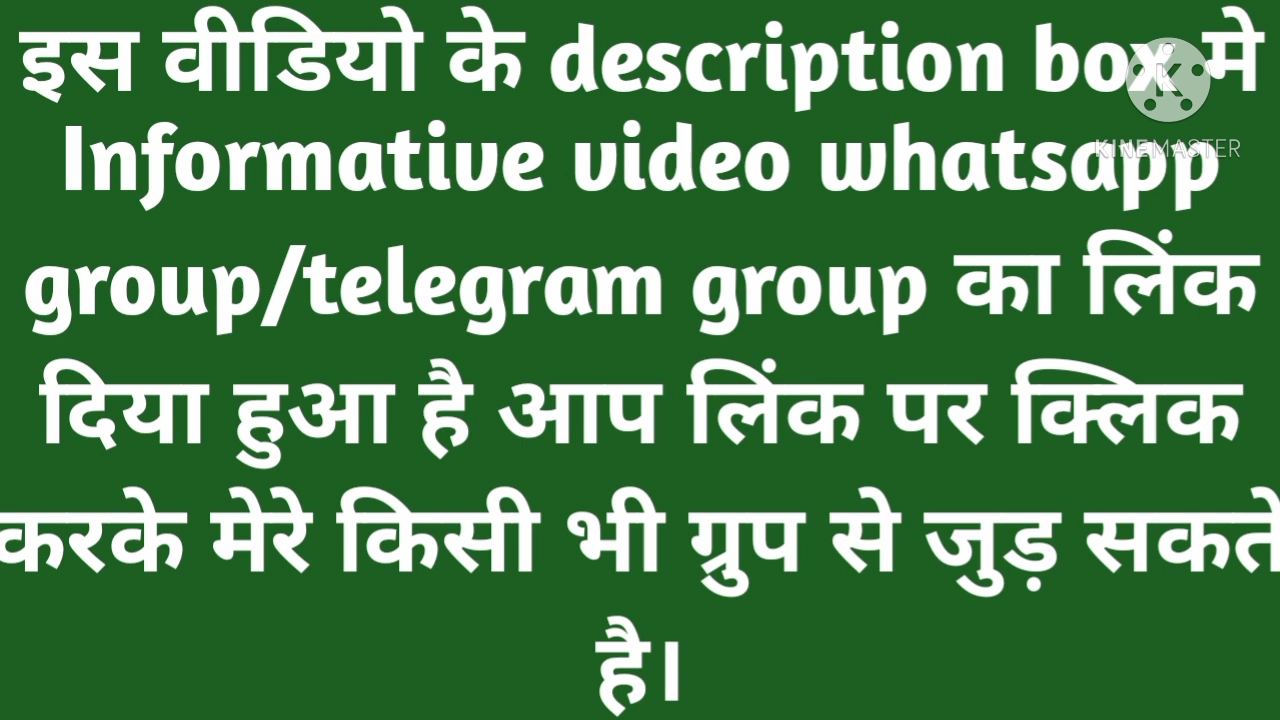 इस वीडियो के description box मे
Informative video whatsapp
group/telegram group का लिंक
दिया हुआ है आप लिंक पर क्लिक
करके मेरे किसी भी ग्रुप से जुड़ सकते
है।
K
KINEMASTER